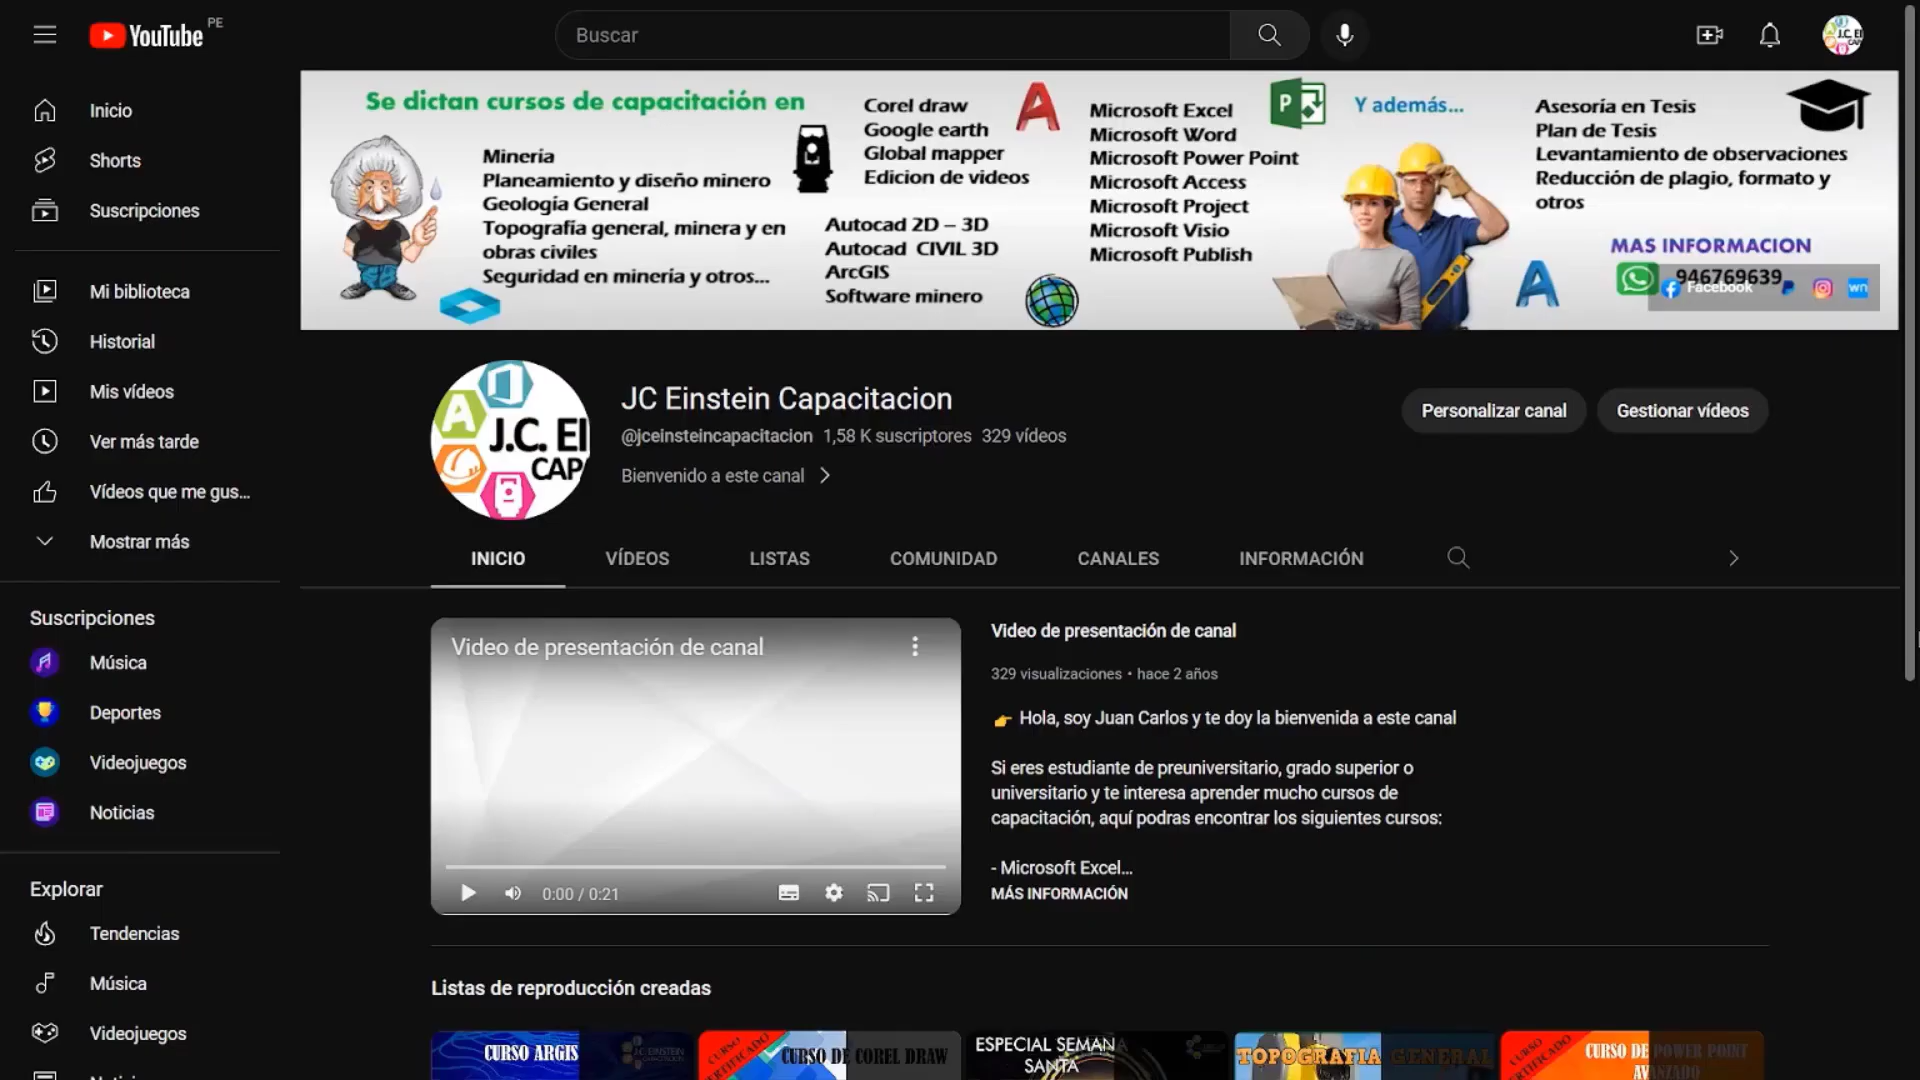 YouTube PE
Buscar
Inicio
Shorts
Suscripciones
Mi biblioteca
Historial
Mis vídeos
Ver más tarde
Vídeos que me gus...
Mostrar más
Suscripciones
Música
Deportes
Videojuegos
Noticias
Explorar
Tendencias
Música
Videojuegos
Se dictan cursos de capacitación en
Minería
Planeamiento y diseño minero
Geología General
Topografía general, minera y en
obras civiles
Seguridad en minería y otros...
Corel draw
Google earth
Global mapper
Edicion de videos
Autocad 2D – 3D
Autocad CIVIL 3D
ArcGIS
Software minero
Microsoft Excel
Microsoft Word
Microsoft Power Point
Microsoft Access
Microsoft Project
Microsoft Visio
Microsoft Publish
Y además...
Asesoría en Tesis
Plan de Tesis
Levantamiento de observaciones
Reducción de plagio, formato y
otros
MAS INFORMACION
946769639
Facebook
J.C. EI
CAP
JC Einstein Capacitacion
@jceinsteincapacitacion 1,58 K suscriptores 329 vídeos
Bienvenido a este canal
Personalizar canal
Gestionar vídeos
INICIO
VÍDEOS
LISTAS
COMUNIDAD
CANALES
INFORMACIÓN
Video de presentación de canal
0:00 / 0:21
Video de presentación de canal
329 visualizaciones • hace 2 años
👉 Hola, soy Juan Carlos y te doy la bienvenida a este canal
Si eres estudiante de preuniversitario, grado superior o
universitario y te interesa aprender mucho cursos de
capacitación, aquí podras encontrar los siguientes cursos:
- Microsoft Excel...
MÁS INFORMACIÓN
Listas de reproducción creadas
CURSO ARGIS
CURSO
CERTIFICADO
CURSO DE COREL DRAW
ESPECIAL SEMANA
SANTA
TOPOGRAFIA GENERAL
CURSO
CERTIFICADO
CURSO DE POWER POINT
AVANZADO